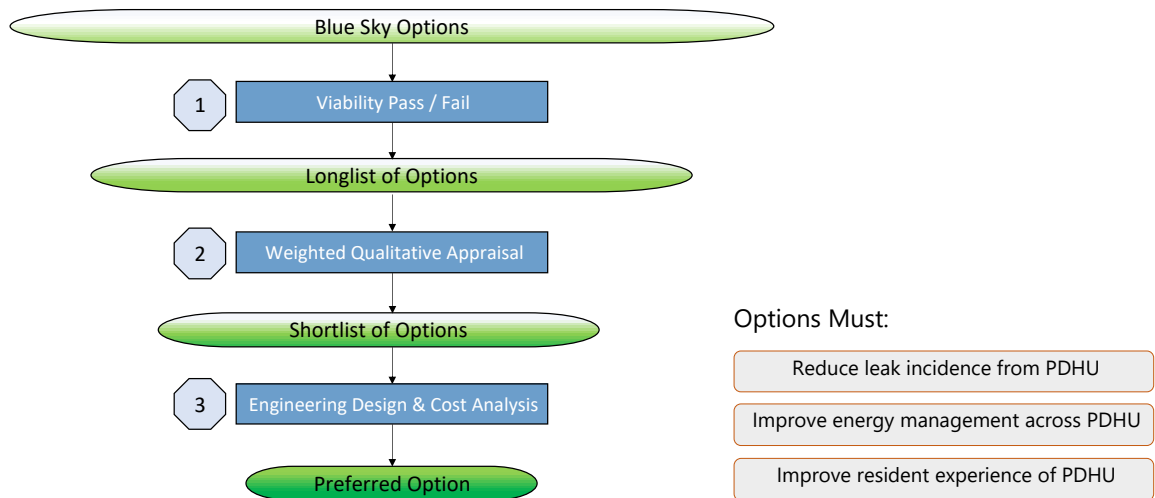 Blue Sky Options
1
Viability Pass / Fail
Longlist of Options
2
Weighted Qualitative Appraisal
Shortlist of Options
3
Engineering Design & Cost Analysis
Preferred Option
Options Must:
Reduce leak incidence from PDHU
Improve energy management across PDHU
Improve resident experience of PDHU